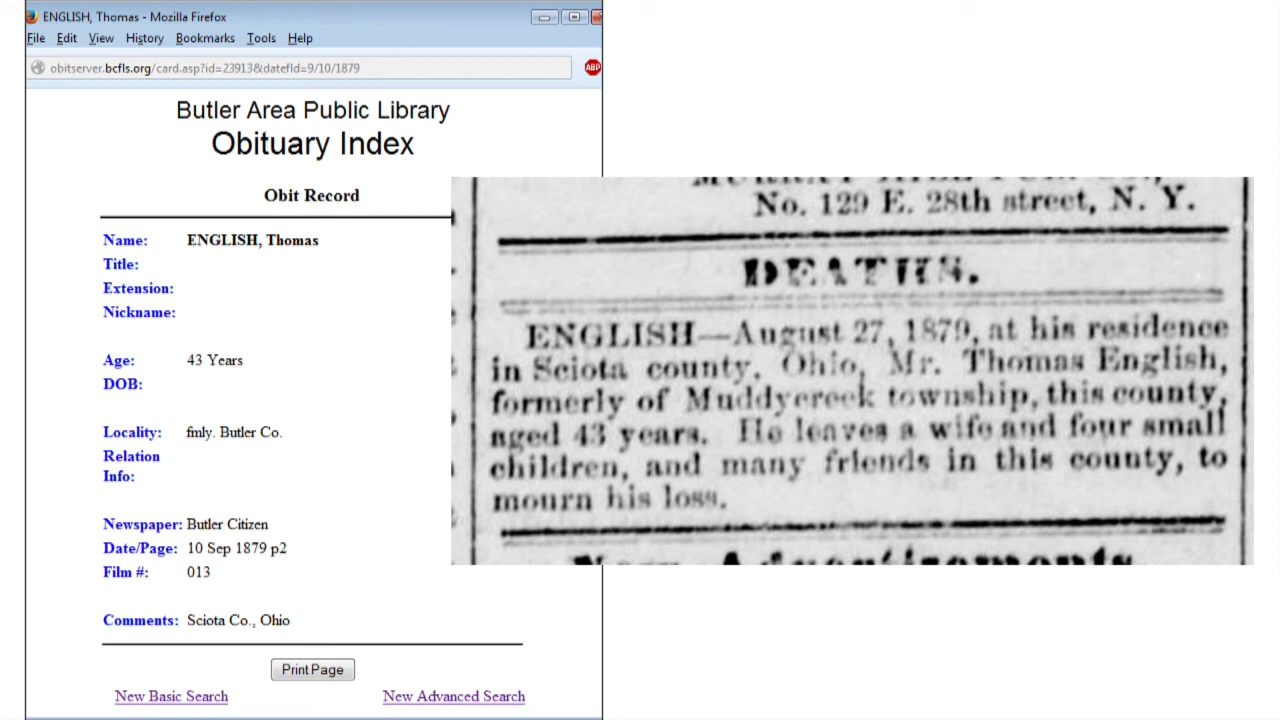 ENGLISH, Thomas - Mozilla Firefox
File Edit View History Bookmarks Tools Help
obitserver.bcfls.org/card.asp?id=23913&datefld=9/10/1879
ABP
Butler Area Public Library
Obituary Index
Obit Record
Name: ENGLISH, Thomas
Title:
Extension:
Nickname:
Age: 43 Years
DOB:
Locality: fmly. Butler Co.
Relation
Info:
Newspaper: Butler Citizen
Date/Page: 10 Sep 1879 p2
Film #: 013
Comments: Sciota Co., Ohio
Print Page
New Basic Search New Advanced Search
No. 129 E. 28th street, N. Y.
DEATHS.
ENGLISH—August 27, 1879, at his residence
in Sciota county, Ohio, Mr. Thomas English,
formerly of Muddycreek township, this county,
aged 43 years. He leaves a wife and four small
children, and many friends in this county, to
mourn his loss.
New Advertisements